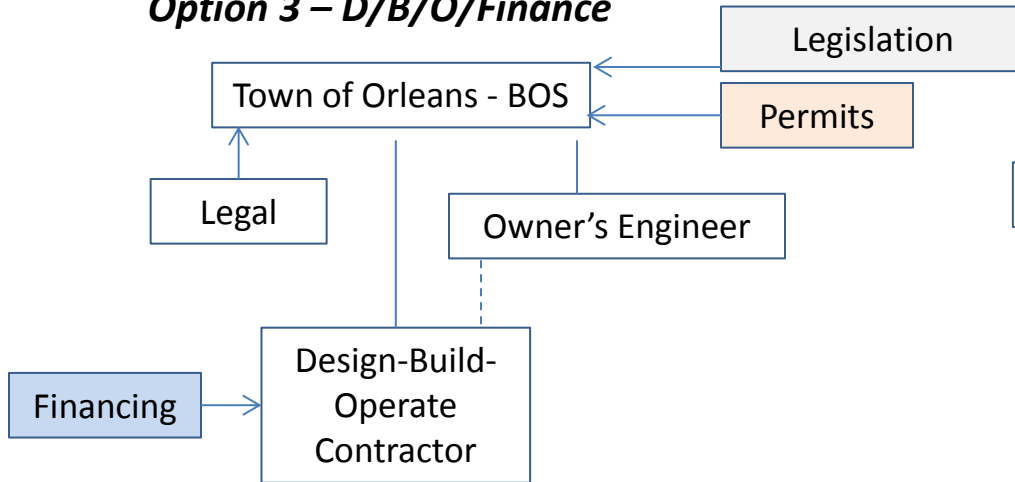 Option 3 – D/B/O/Finance
Legislation
Town of Orleans - BOS
Permits
Legal
Owner’s Engineer
Design-Build-
Operate
Contractor
Financing